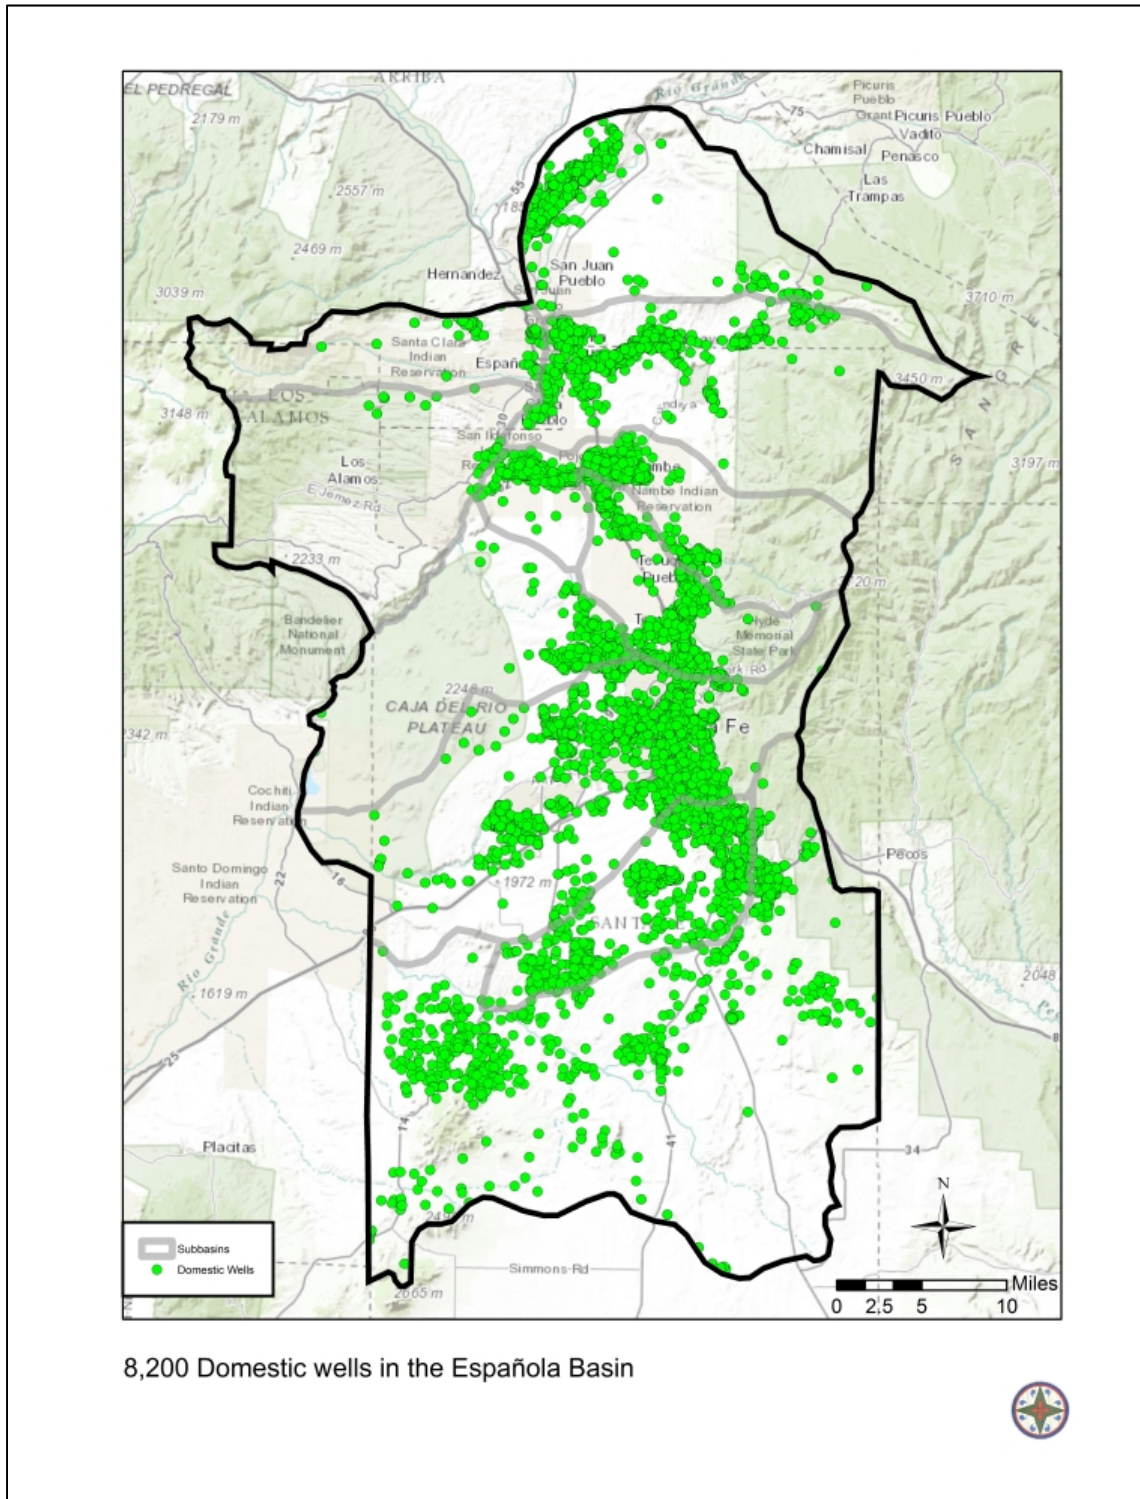 ARRIBA
EL PEDREGAL
Rio Grande
Picuris
Pueblo
Grant
Picuris Pueblo
75
2179 m
Vadito
Chamisal
Penasco
Las
Trampas
2557 m
55
2469 m
Hernandez
San Juan
Pueblo
3039 m
3710 m
Santa Clara
Indian
Reservation
3450 m
LOS
ALAMOS
3148 m
30
San Ildefonso
Los
Alamos
E Jemez Rd
3197 m
Nambe Indian
Reservation
2233 m
Bandelier
National
Monument
Hyde
Memorial
State Park
2248 m
CAJA DEL RIO
PLATEAU
Fe
2342 m
Cochiti
Indian
Reservation
Pecos
Santo Domingo
Indian
Reservation
22
16
1972 m
Rio Grande
1619 m
2048
25
14
41
Placitas
34
N
Subbasins
Domestic Wells
Simmons Rd
2665 m
Miles
0 2.5 5 10
8,200 Domestic wells in the Española Basin